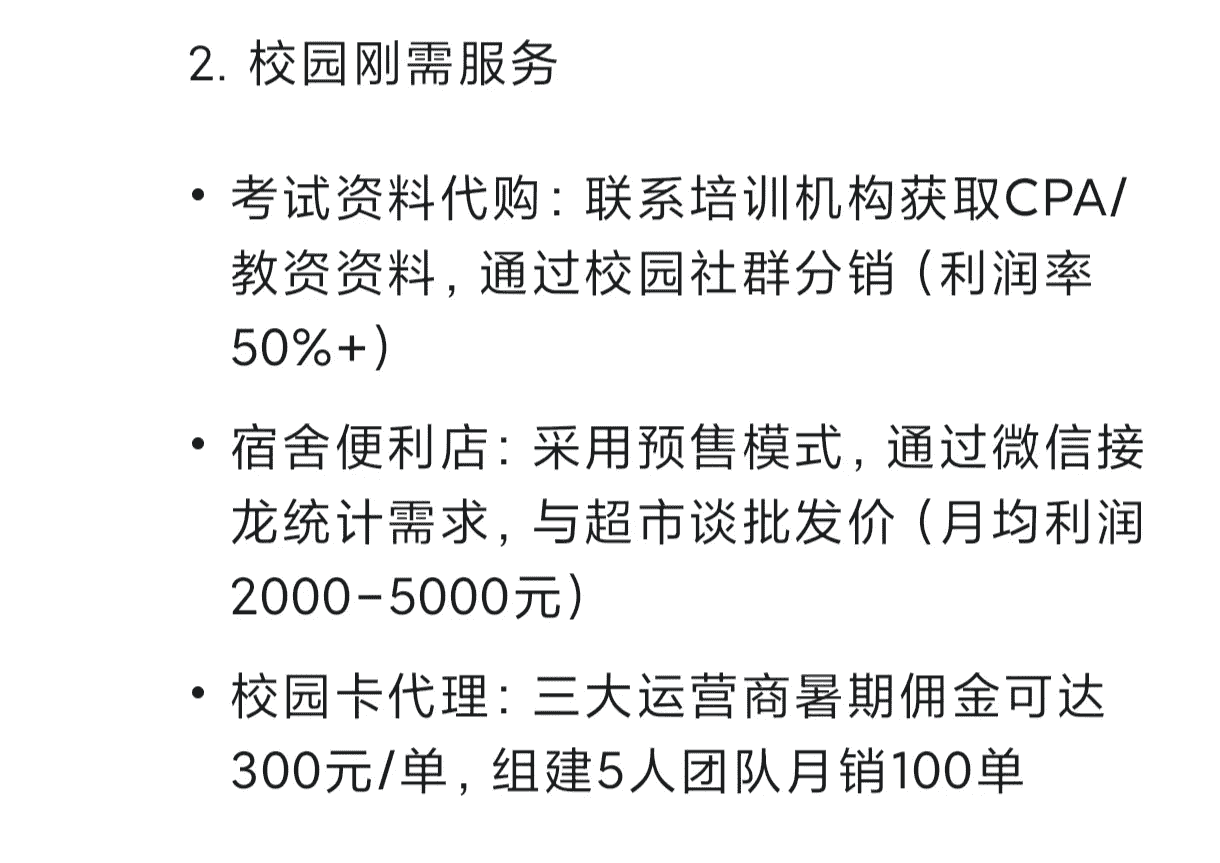 2. 校园刚需服务
• 考试资料代购：联系培训机构获取CPA/
教资资料，通过校园社群分销（利润率
50%+）
• 宿舍便利店：采用预售模式，通过微信接
龙统计需求，与超市谈批发价（月均利润
2000-5000元）
• 校园卡代理：三大运营商暑期佣金可达
300元/单，组建5人团队月销100单